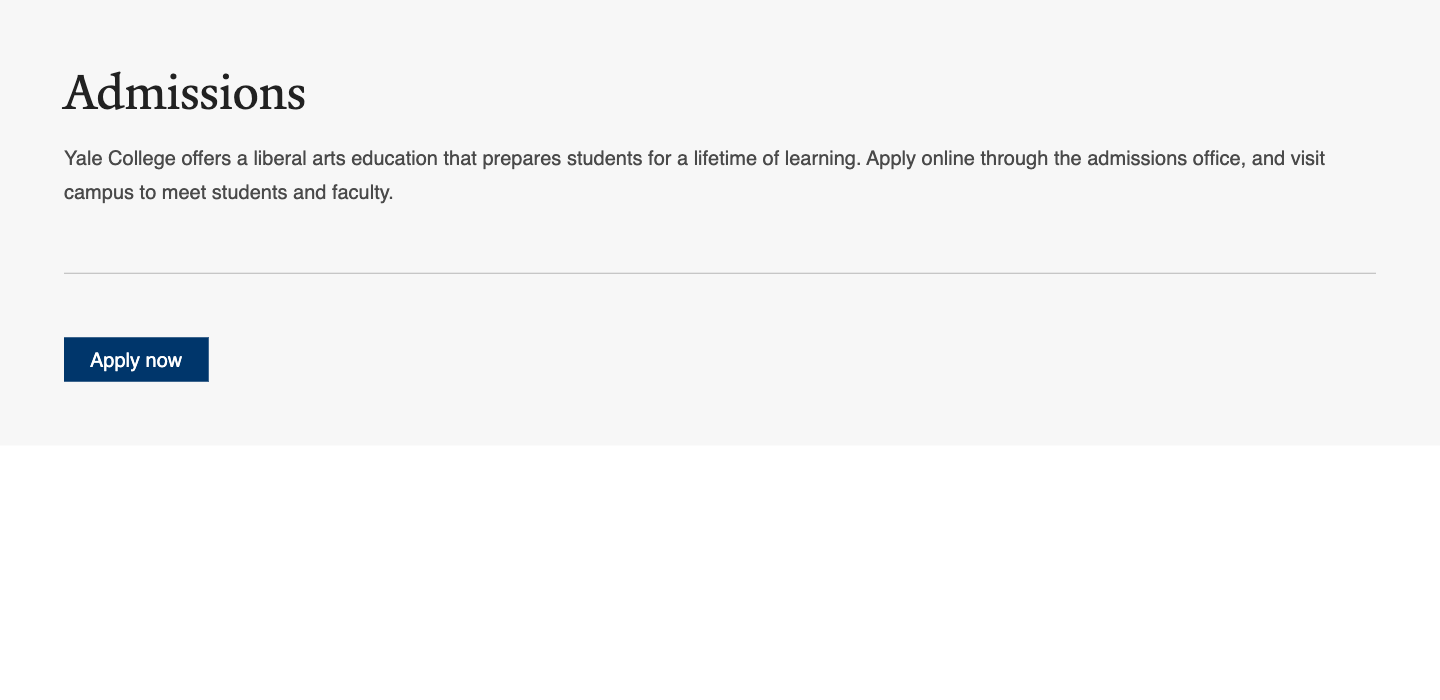 Admissions
Yale College offers a liberal arts education that prepares students for a lifetime of learning. Apply online through the admissions office, and visit
campus to meet students and faculty.
Apply now